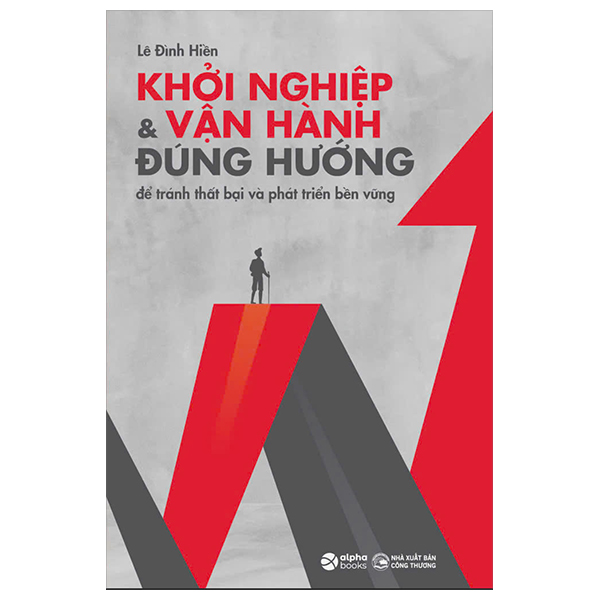 Lê Đình Hiền
KHỞI NGHIỆP
& VẬN HÀNH
ĐÚNG HƯỚNG
để tránh thất bại và phát triển bền vững
alpha
books
NHÀ XUẤT BẢN
CÔNG THƯƠNG